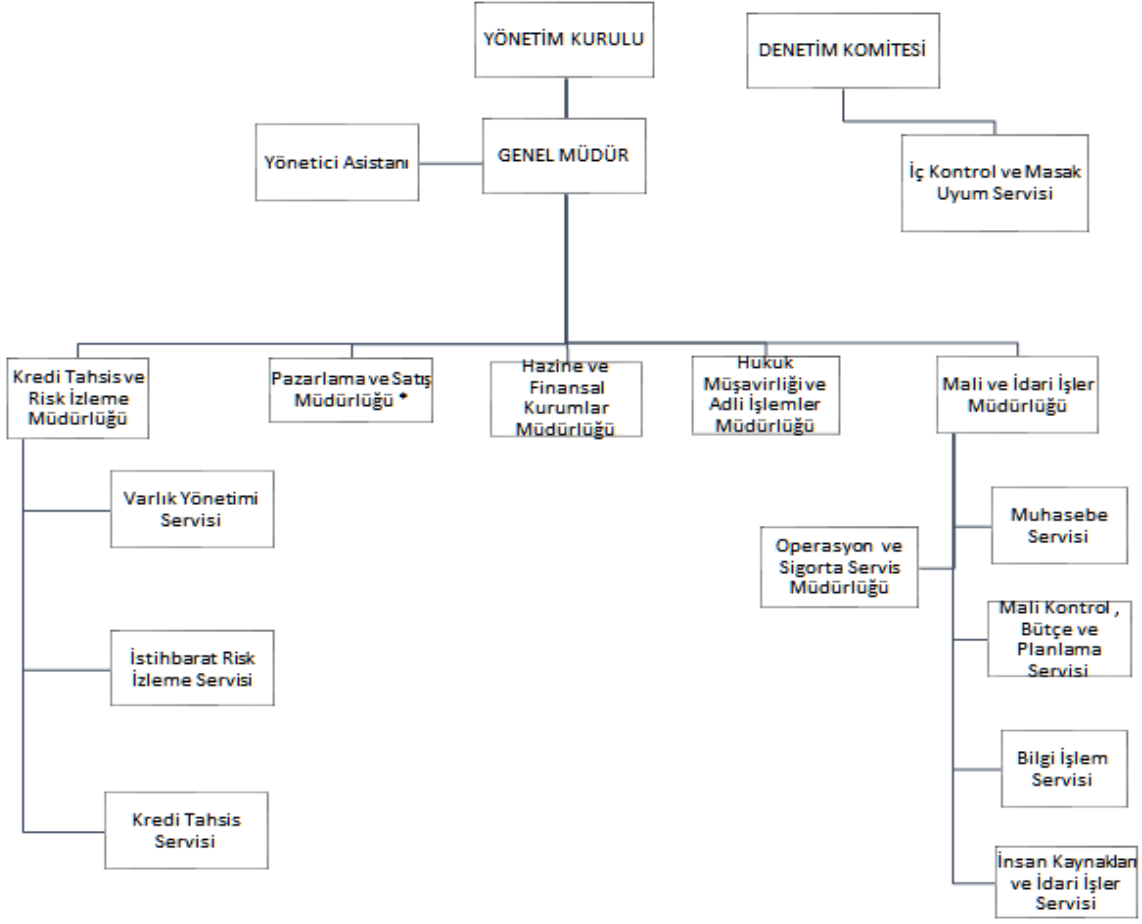 YÖNETİM KURULU
DENETİM KOMİTESİ
Yönetici Asistanı
GENEL MÜDÜR
İç Kontrol ve Masak
Uyum Servisi
Kredi Tahsis ve
Risk İzleme
Müdürlüğü
Pazarlama ve Satış
Müdürlüğü *
Hazine ve
Finansal
Kurumlar
Müdürlüğü
Hukuk
Müşavirliği ve
Adli İşlemler
Müdürlüğü
Mali ve İdari İşler
Müdürlüğü
Varlık Yönetimi
Servisi
İstihbarat Risk
İzleme Servisi
Kredi Tahsis
Servisi
Operasyon ve
Sigorta Servis
Müdürlüğü
Muhasebe
Servisi
Mali Kontrol ,
Bütçe ve
Planlama
Servisi
Bilgi İşlem
Servisi
İnsan Kaynakları
ve İdari İşler
Servisi